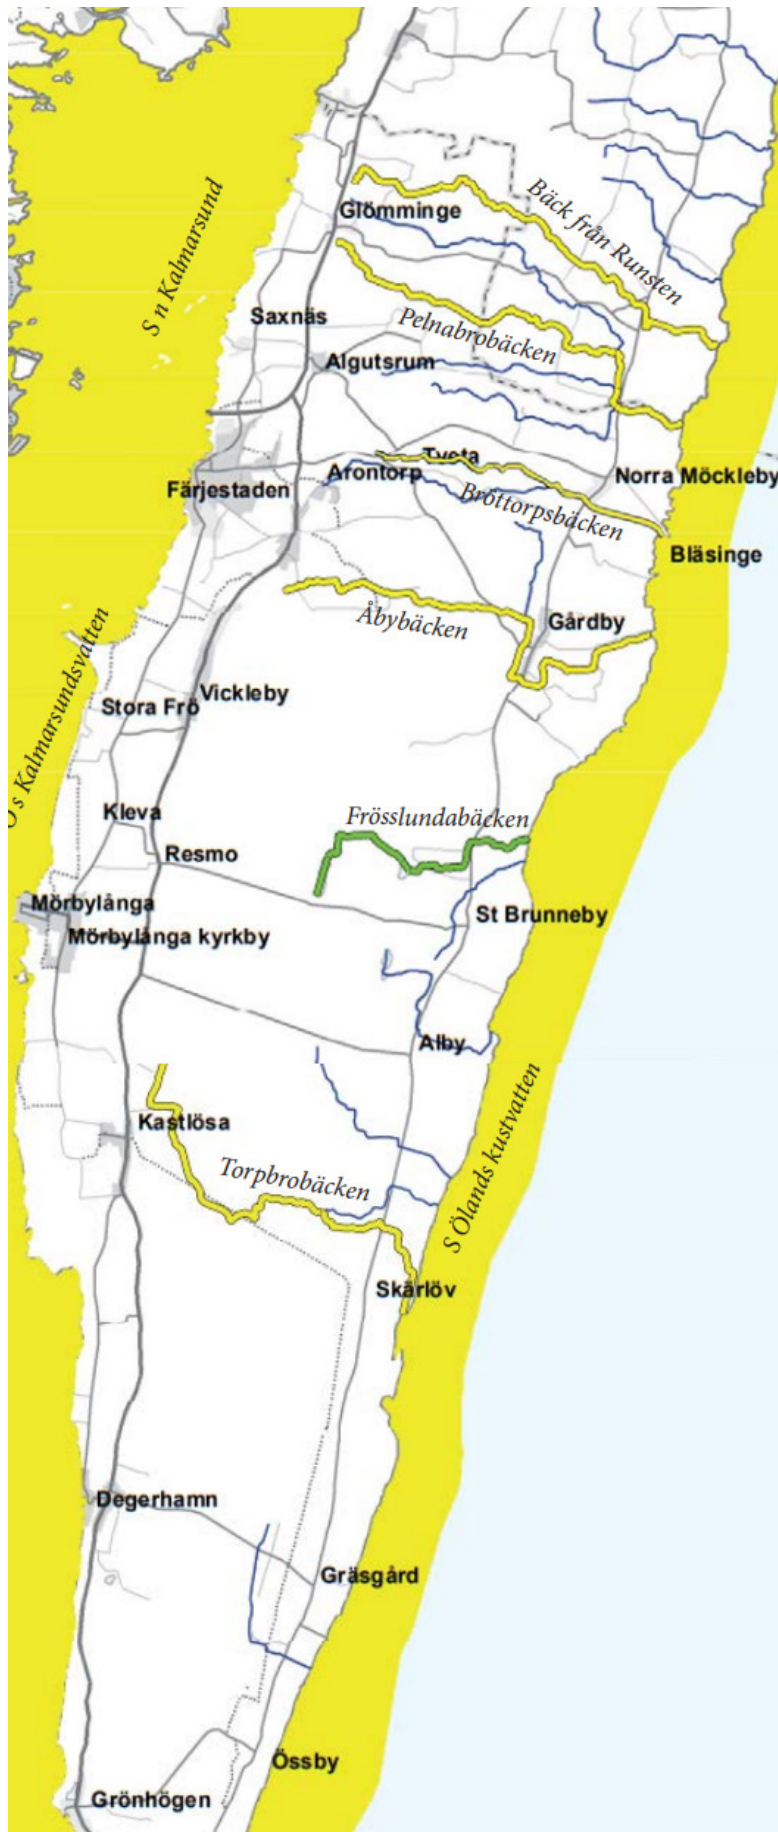 S n Kalmarsund
Glömminge
Bäck från Runsten
Saxnäs
Pelnabrobäcken
Algutsrum
Tveta
Arontorp
Norra Möckleby
Färjestaden
Bröttorpsbäcken
Bläsinge
Åbybäcken
Gårdby
Ö s Kalmarsundsvatten
Vickleby
Stora Frö
Kleva
Frösslundabäcken
Resmo
Mörbylånga
St Brunneby
Mörbylånga kyrkby
Alby
Kastlösa
Torpbrobäcken
S Ölands kustvatten
Skärlöv
Degerhamn
Gräsgård
Össby
Grönhögen